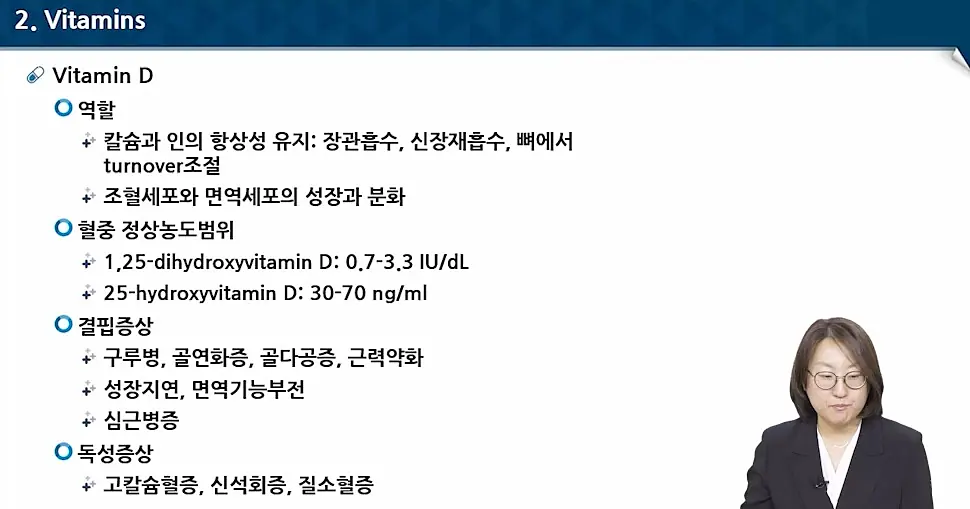 2. Vitamins
Vitamin D
역할
칼슘과 인의 항상성 유지: 장관흡수, 신장재흡수, 뼈에서
turnover조절
조혈세포와 면역세포의 성장과 분화
혈중 정상농도범위
1,25-dihydroxyvitamin D: 0.7-3.3 IU/dL
25-hydroxyvitamin D: 30-70 ng/ml
결핍증상
구루병, 골연화증, 골다공증, 근력약화
성장지연, 면역기능부전
심근병증
독성증상
고칼슘혈증, 신석회증, 질소혈증